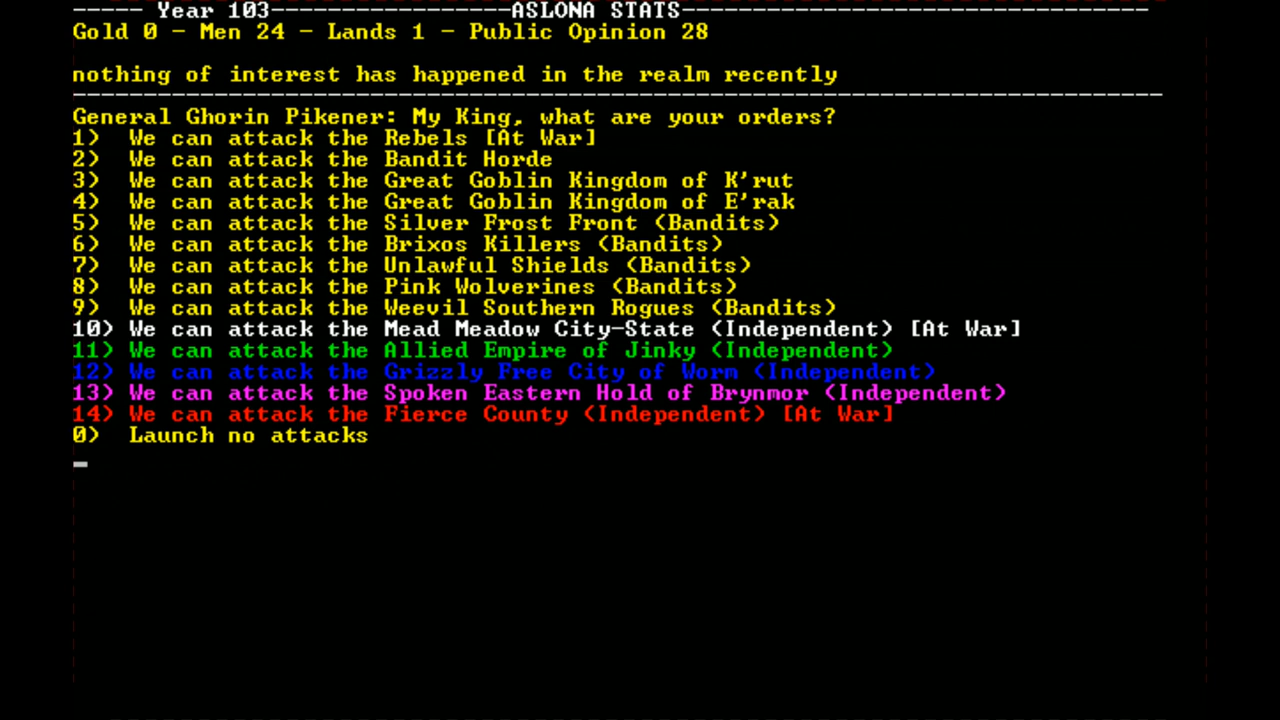 ----- Year 103-----------------ASLONA STATS---------------------------------
Gold 0 - Men 24 - Lands 1 - Public Opinion 28
nothing of interest has happened in the realm recently
-----------------------------------------------------------------------------
General Ghorin Pikener: My King, what are your orders?
1)  We can attack the Rebels [At War]
2)  We can attack the Bandit Horde
3)  We can attack the Great Goblin Kingdom of K'rut
4)  We can attack the Great Goblin Kingdom of E'rak
5)  We can attack the Silver Frost Front (Bandits)
6)  We can attack the Brixos Killers (Bandits)
7)  We can attack the Unlawful Shields (Bandits)
8)  We can attack the Pink Wolverines (Bandits)
9)  We can attack the Weevil Southern Rogues (Bandits)
10) We can attack the Mead Meadow City-State (Independent) [At War]
11) We can attack the Allied Empire of Jinky (Independent)
12) We can attack the Grizzly Free City of Worm (Independent)
13) We can attack the Spoken Eastern Hold of Brynmor (Independent)
14) We can attack the Fierce County (Independent) [At War]
0)  Launch no attacks